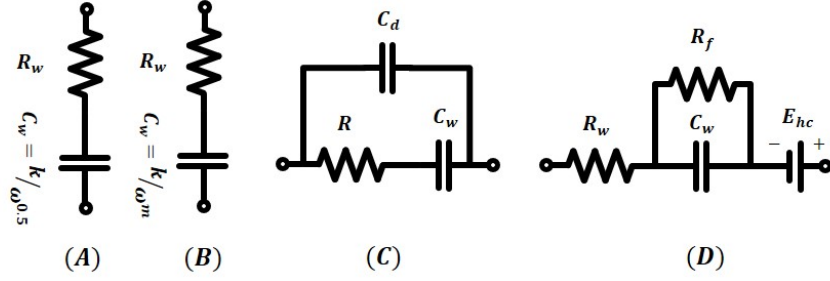 R_w
C_w = k/ω^0.5
(A)
R_w
C_w = k/ω^m
(B)
C_d
R
C_w
(C)
R_f
R_w
C_w
E_hc
− +
(D)